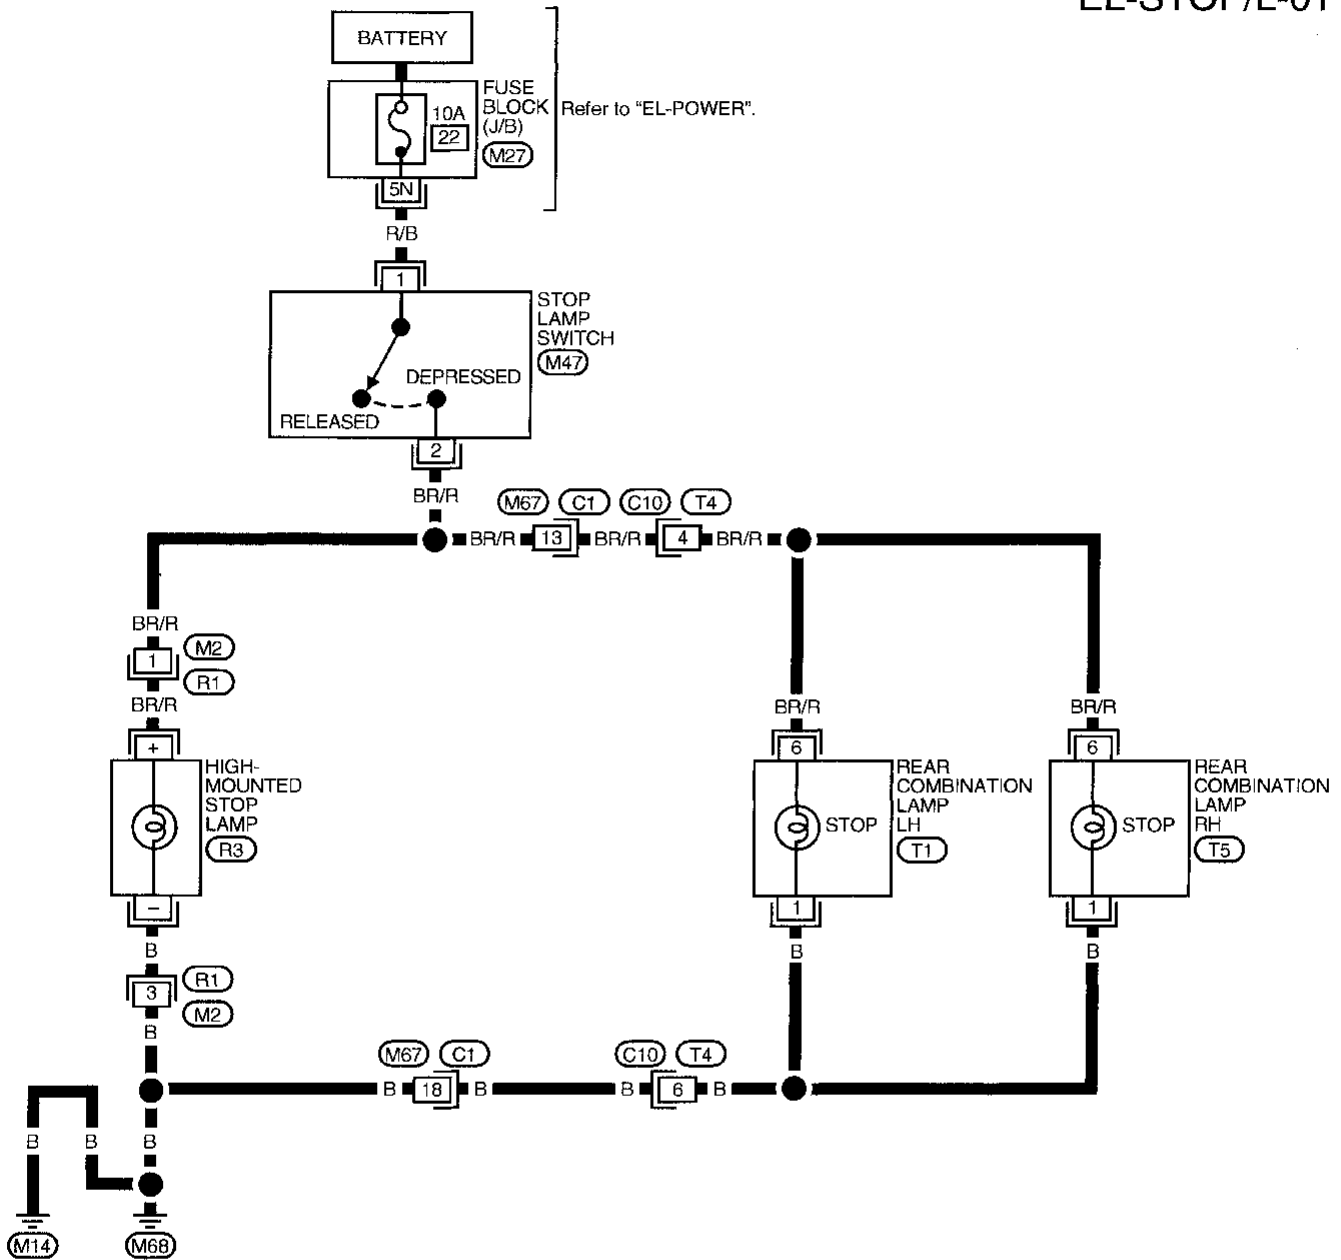 EL-STOP/L-01
BATTERY
FUSE
BLOCK
(J/B)
Refer to "EL-POWER".
10A
22
M27
5N
R/B
1
STOP
LAMP
SWITCH
M47
DEPRESSED
RELEASED
2
BR/R
M67 C1 C10 T4
BR/R 13 BR/R 4 BR/R
BR/R
1
M2
R1
BR/R
BR/R
BR/R
+
6
6
HIGH-
MOUNTED
STOP
LAMP
R3
STOP
REAR
COMBINATION
LAMP
LH
T1
STOP
REAR
COMBINATION
LAMP
RH
T5
–
1
1
B
B
B
3
R1
M2
B
M67 C1 C10 T4
B 18 B B 6 B
B B B
M14 M68